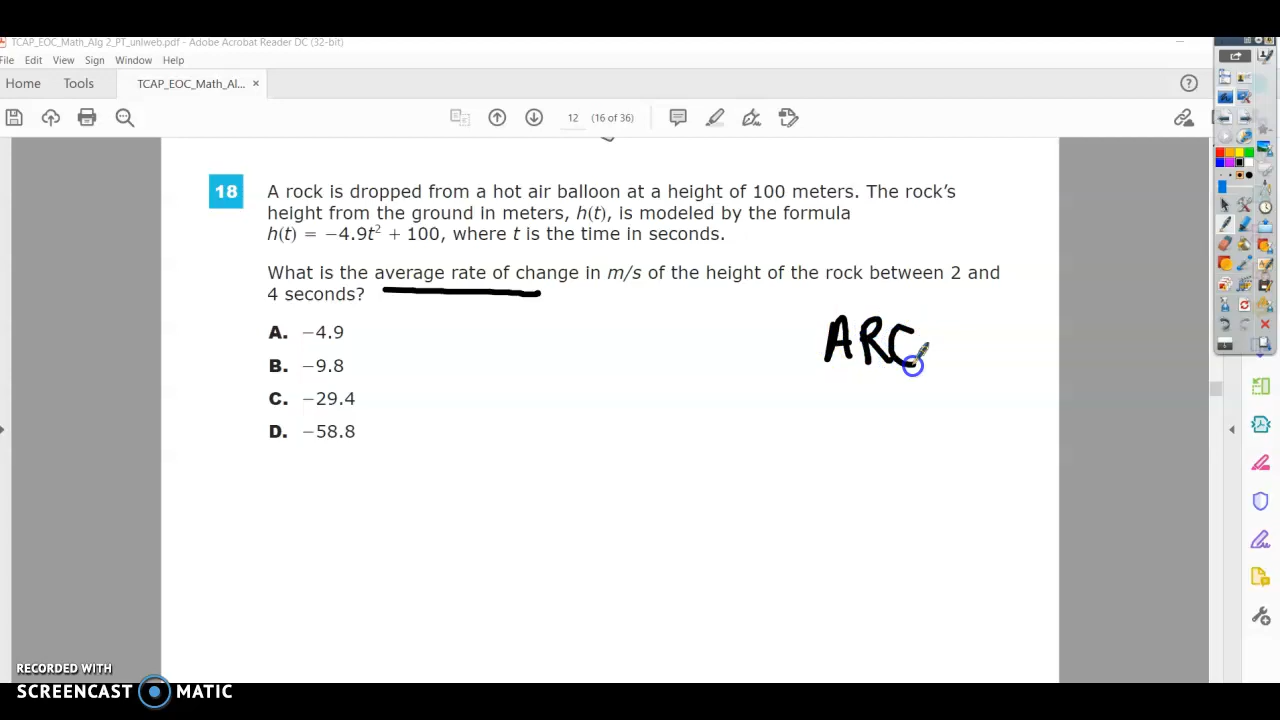 TCAP_EOC_Math_Alg 2_PT_unlweb.pdf - Adobe Acrobat Reader DC (32-bit)
File Edit View Sign Window Help
Home Tools TCAP_EOC_Math_Al... ×
12 (16 of 36)
18 A rock is dropped from a hot air balloon at a height of 100 meters. The rock's
height from the ground in meters, h(t), is modeled by the formula
h(t) = −4.9t² + 100, where t is the time in seconds.
What is the average rate of change in m/s of the height of the rock between 2 and
4 seconds?
A. −4.9
B. −9.8
C. −29.4
D. −58.8
ARC
RECORDED WITH
SCREENCAST MATIC